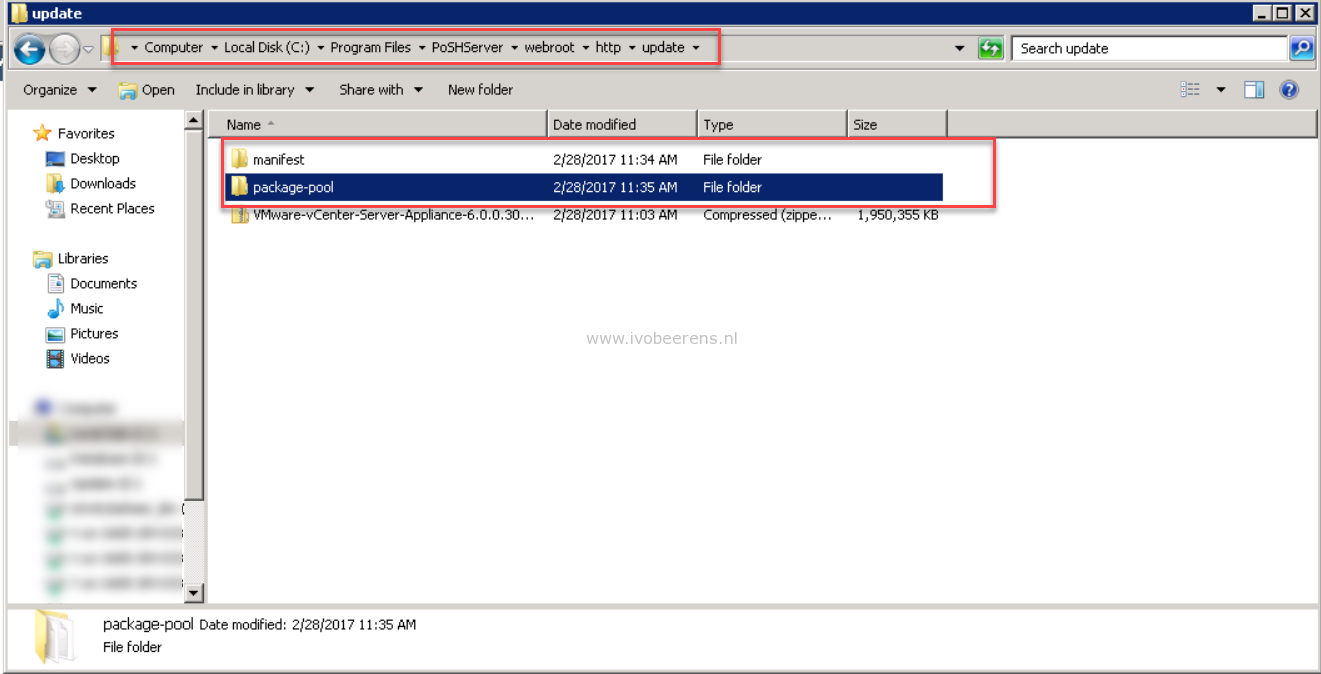 update
Computer Local Disk (C:) Program Files PoSHServer webroot http update
Search update
Organize Open Include in library Share with New folder
Name Date modified Type Size
manifest 2/28/2017 11:34 AM File folder
package-pool 2/28/2017 11:35 AM File folder
VMware-vCenter-Server-Appliance-6.0.0.30... 2/28/2017 11:03 AM Compressed (zippe... 1,950,355 KB
Favorites
Desktop
Downloads
Recent Places
Libraries
Documents
Music
Pictures
Videos
www.ivobeerens.nl
package-pool Date modified: 2/28/2017 11:35 AM
File folder